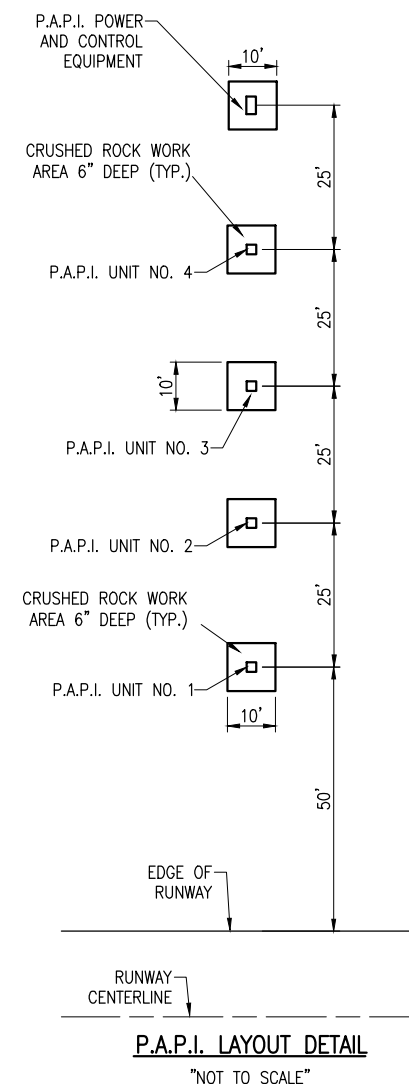 P.A.P.I. POWER
AND CONTROL
EQUIPMENT
10'
25'
CRUSHED ROCK WORK
AREA 6" DEEP (TYP.)
P.A.P.I. UNIT NO. 4
25'
10'
P.A.P.I. UNIT NO. 3
25'
P.A.P.I. UNIT NO. 2
25'
CRUSHED ROCK WORK
AREA 6" DEEP (TYP.)
P.A.P.I. UNIT NO. 1
10'
50'
EDGE OF
RUNWAY
RUNWAY
CENTERLINE
P.A.P.I. LAYOUT DETAIL
"NOT TO SCALE"